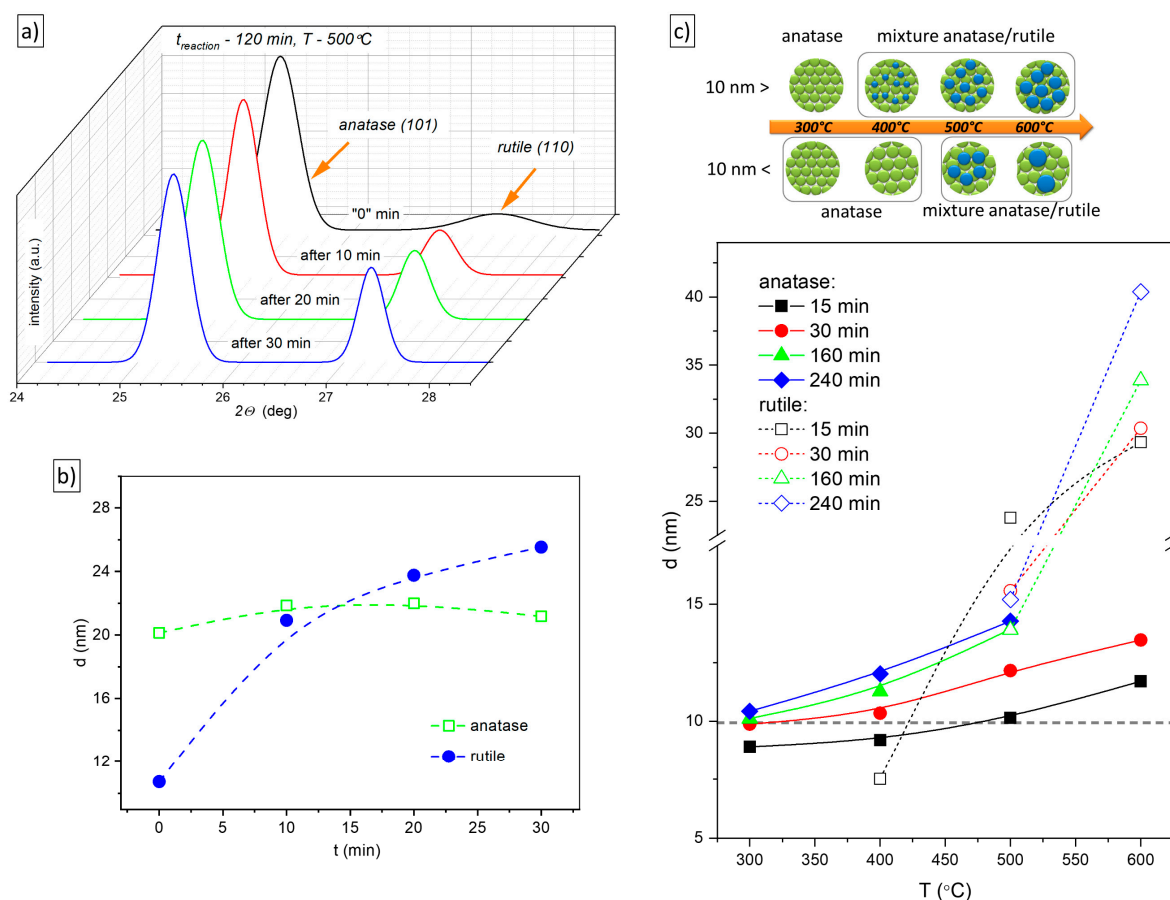 a)
t_reaction - 120 min, T - 500°C
anatase (101)
rutile (110)
"0" min
after 10 min
after 20 min
after 30 min
intensity (a.u.)
24 25 26 27 28
2Θ (deg)
b)
28
24
20
16
12
d (nm)
anatase
rutile
0 5 10 15 20 25 30
t (min)
c)
anatase
mixture anatase/rutile
10 nm >
300°C 400°C 500°C 600°C
10 nm <
anatase
mixture anatase/rutile
anatase:
15 min
30 min
160 min
240 min
rutile:
15 min
30 min
160 min
240 min
40
35
30
25
15
10
5
d (nm)
300 350 400 450 500 550 600
T (°C)